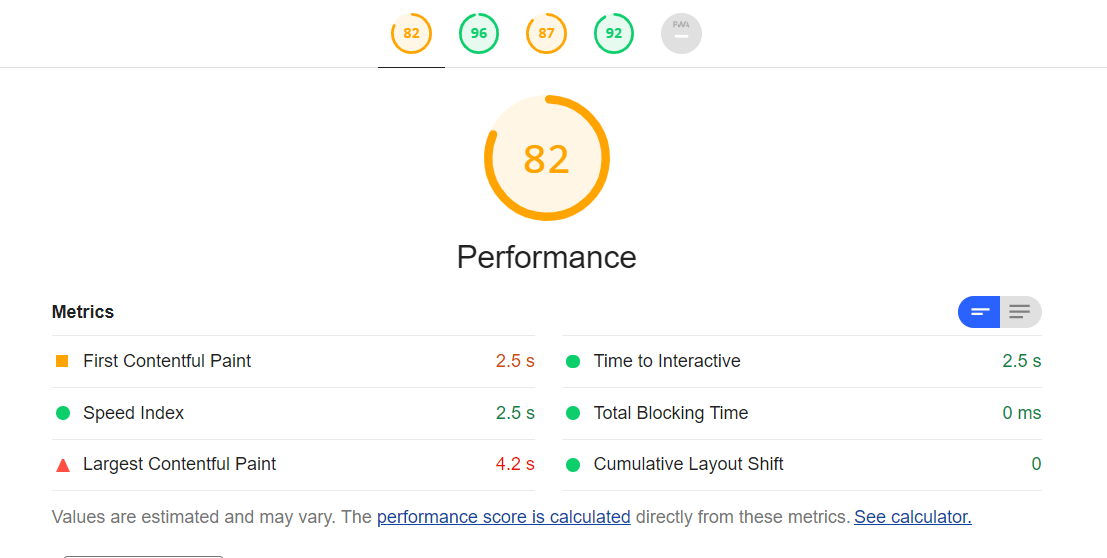 82 96 87 92 PWA
82
Performance
Metrics
First Contentful Paint 2.5 s
Time to Interactive 2.5 s
Speed Index 2.5 s
Total Blocking Time 0 ms
Largest Contentful Paint 4.2 s
Cumulative Layout Shift 0
Values are estimated and may vary. The performance score is calculated directly from these metrics. See calculator.